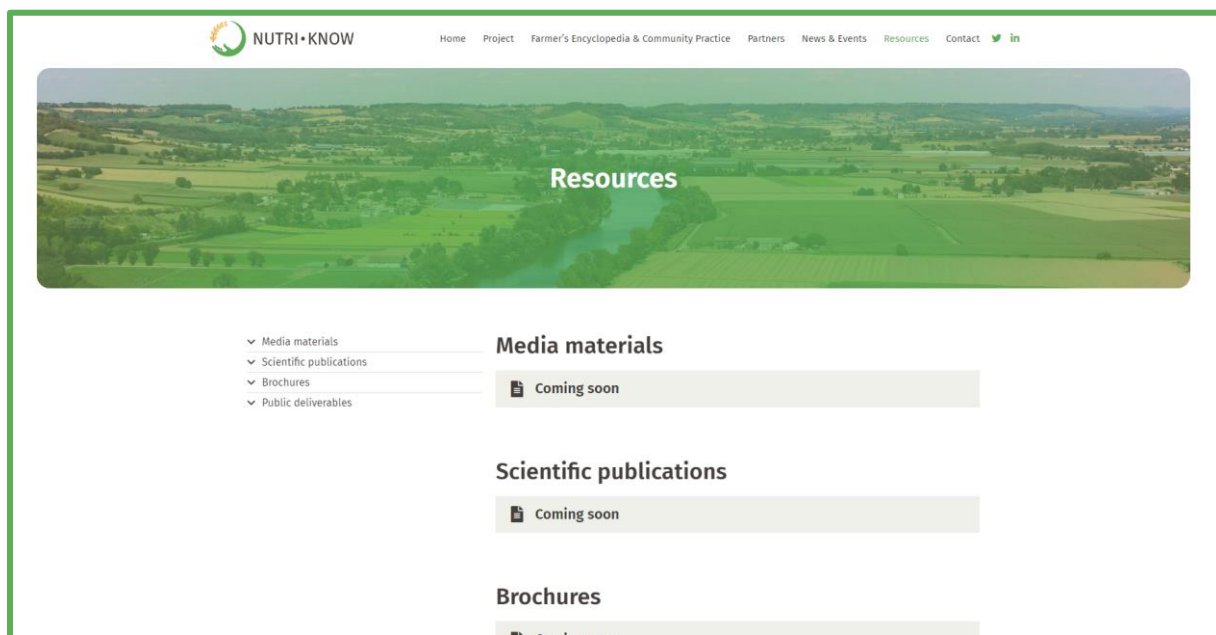 NUTRI•KNOW
Home Project Farmer's Encyclopedia & Community Practice Partners News & Events Resources Contact
Resources
Media materials
Scientific publications
Brochures
Public deliverables
Media materials
Coming soon
Scientific publications
Coming soon
Brochures